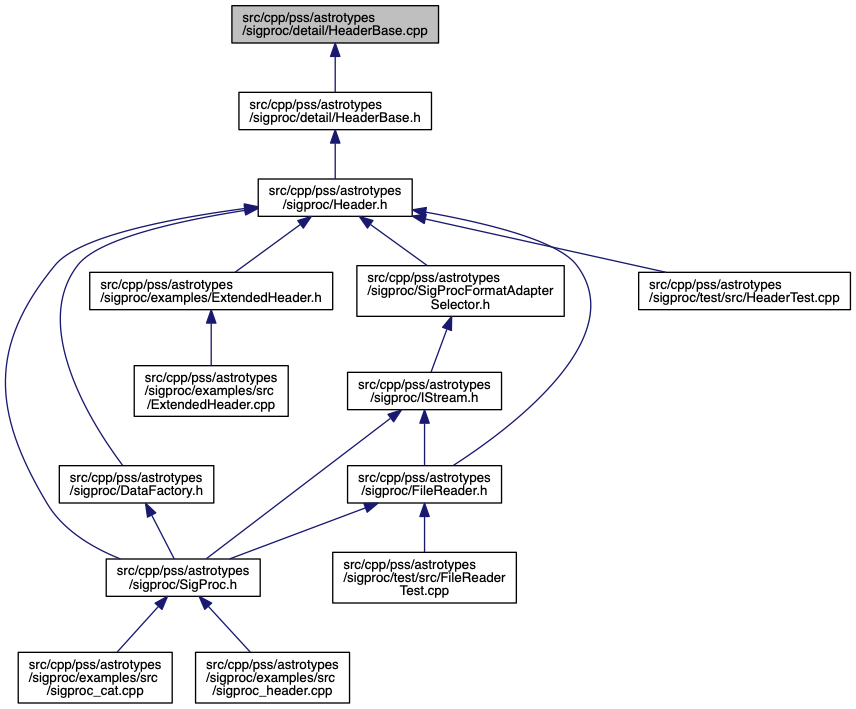 src/cpp/pss/astrotypes
/sigproc/detail/HeaderBase.cpp
src/cpp/pss/astrotypes
/sigproc/detail/HeaderBase.h
src/cpp/pss/astrotypes
/sigproc/Header.h
src/cpp/pss/astrotypes
/sigproc/examples/ExtendedHeader.h
src/cpp/pss/astrotypes
/sigproc/SigProcFormatAdapter
Selector.h
src/cpp/pss/astrotypes
/sigproc/test/src/HeaderTest.cpp
src/cpp/pss/astrotypes
/sigproc/examples/src
/ExtendedHeader.cpp
src/cpp/pss/astrotypes
/sigproc/IStream.h
src/cpp/pss/astrotypes
/sigproc/DataFactory.h
src/cpp/pss/astrotypes
/sigproc/FileReader.h
src/cpp/pss/astrotypes
/sigproc/SigProc.h
src/cpp/pss/astrotypes
/sigproc/test/src/FileReader
Test.cpp
src/cpp/pss/astrotypes
/sigproc/examples/src
/sigproc_cat.cpp
src/cpp/pss/astrotypes
/sigproc/examples/src
/sigproc_header.cpp